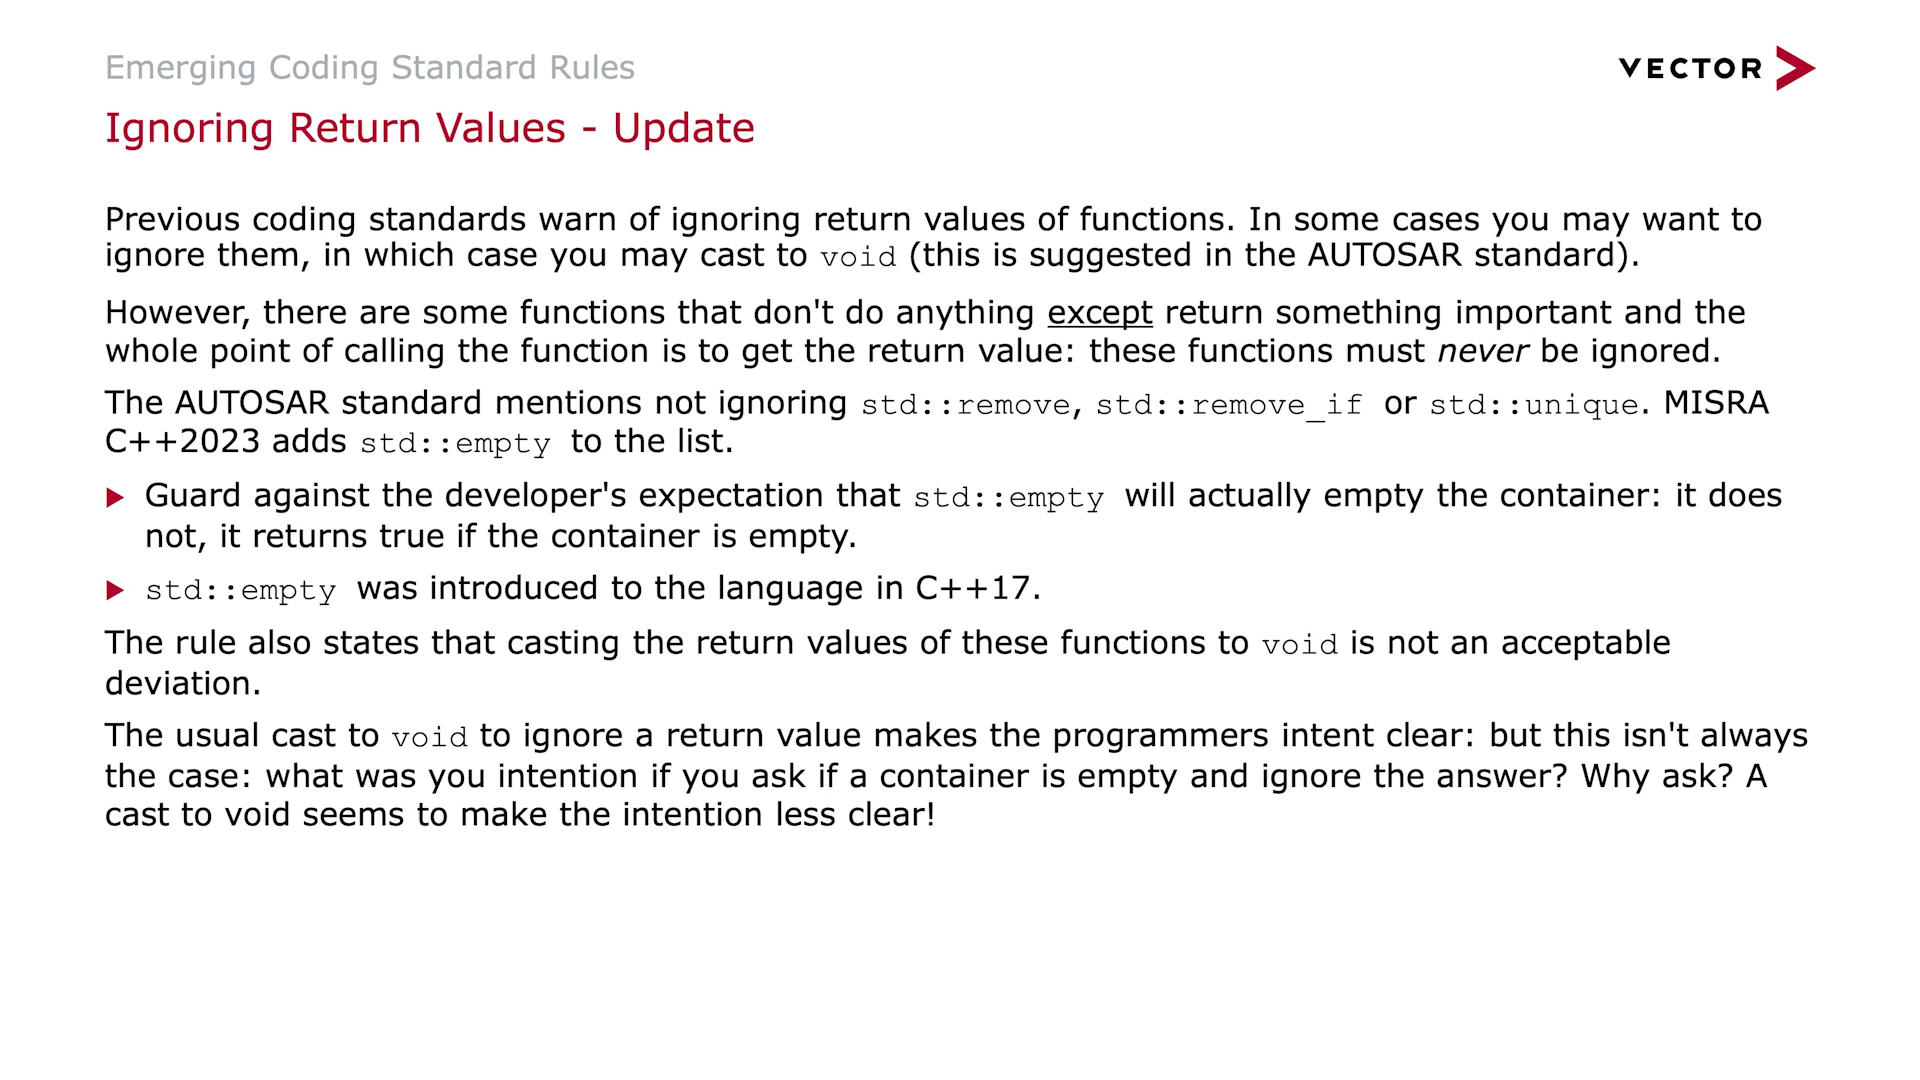 Emerging Coding Standard Rules
VECTOR
Ignoring Return Values - Update
Previous coding standards warn of ignoring return values of functions. In some cases you may want to
ignore them, in which case you may cast to void (this is suggested in the AUTOSAR standard).
However, there are some functions that don't do anything except return something important and the
whole point of calling the function is to get the return value: these functions must never be ignored.
The AUTOSAR standard mentions not ignoring std::remove, std::remove_if or std::unique. MISRA
C++2023 adds std::empty to the list.
Guard against the developer's expectation that std::empty will actually empty the container: it does
not, it returns true if the container is empty.
std::empty was introduced to the language in C++17.
The rule also states that casting the return values of these functions to void is not an acceptable
deviation.
The usual cast to void to ignore a return value makes the programmers intent clear: but this isn't always
the case: what was you intention if you ask if a container is empty and ignore the answer? Why ask? A
cast to void seems to make the intention less clear!